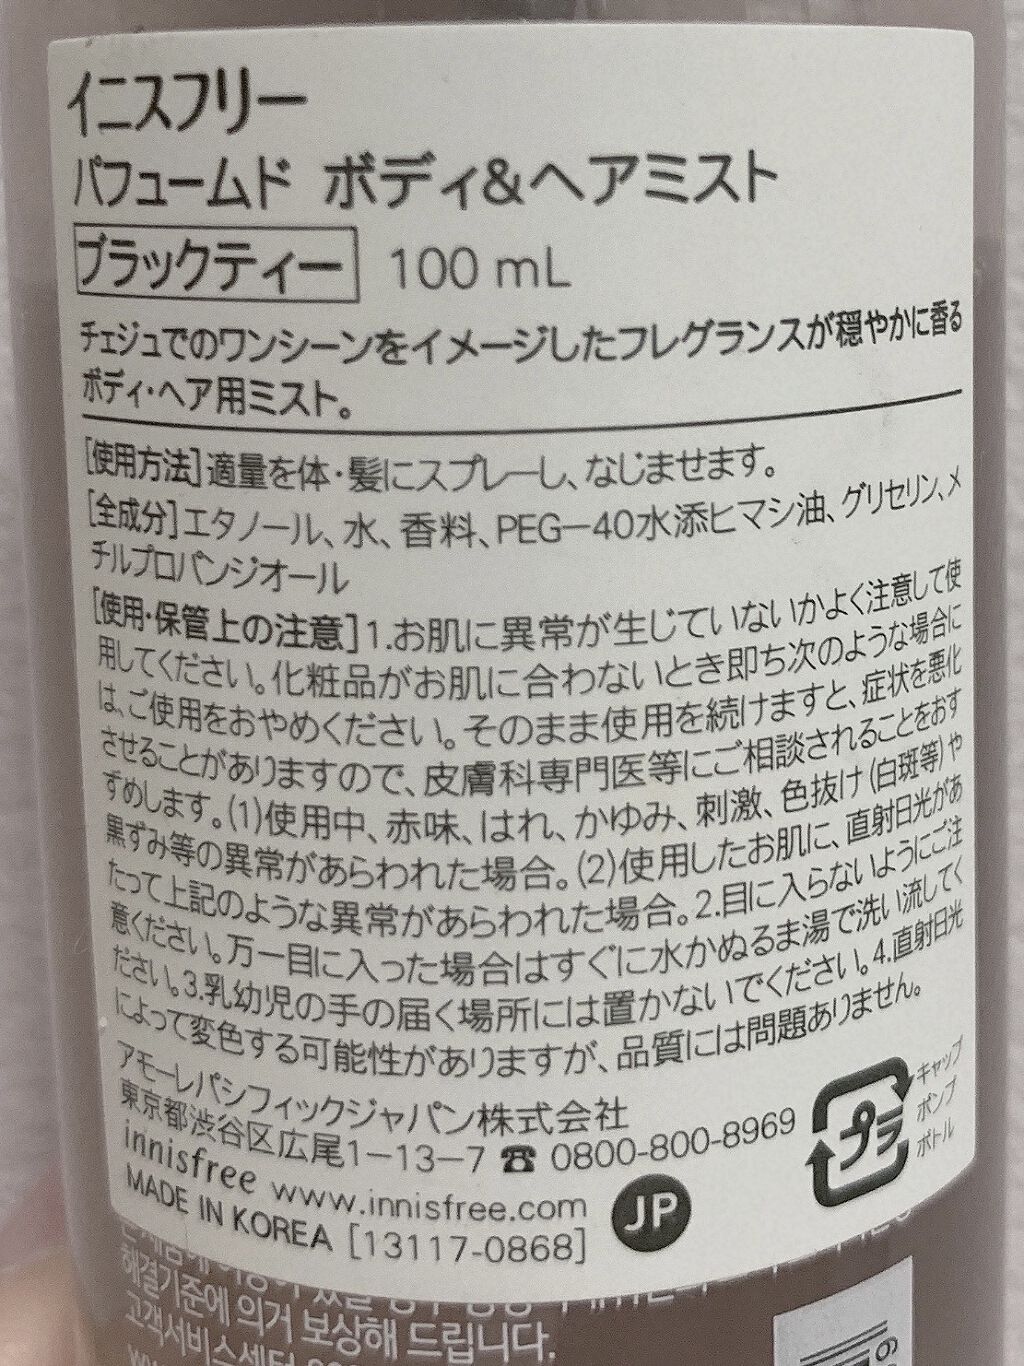 イニスフリー
パフュームド ボディ&ヘアミスト
ブラックティー 100 mL
チェジュでのワンシーンをイメージしたフレグランスが穏やかに香る
ボディ・ヘア用ミスト。
[使用方法]適量を体・髪にスプレーし、なじませます。
[全成分]エタノール、水、香料、PEG-40水添ヒマシ油、グリセリン、メ
チルプロパンジオール
[使用・保管上の注意]1.お肌に異常が生じていないかよく注意して使
用してください。化粧品がお肌に合わないとき即ち次のような場合に
は、ご使用をおやめください。そのまま使用を続けますと、症状を悪化
させることがありますので、皮膚科専門医等にご相談されることをおす
ずめします。(1)使用中、赤味、はれ、かゆみ、刺激、色抜け(白斑等)や
黒ずみ等の異常があらわれた場合。(2)使用したお肌に、直射日光があ
たって上記のような異常があらわれた場合。2.目に入らないようにご注
意ください。万一目に入った場合はすぐに水かぬるま湯で洗い流してく
ださい。3.乳幼児の手の届く場所には置かないでください。4.直射日光
によって変色する可能性がありますが、品質には問題ありません。
アモーレパシフィックジャパン株式会社
東京都渋谷区広尾1-13-7 ☎ 0800-800-8969
innisfree www.innisfree.com
MADE IN KOREA [13117-0868]
JP
プラ
キャップ
ポンプ
ボトル
해결기준에 의거 보상해 드립니다.
고객서비스센터